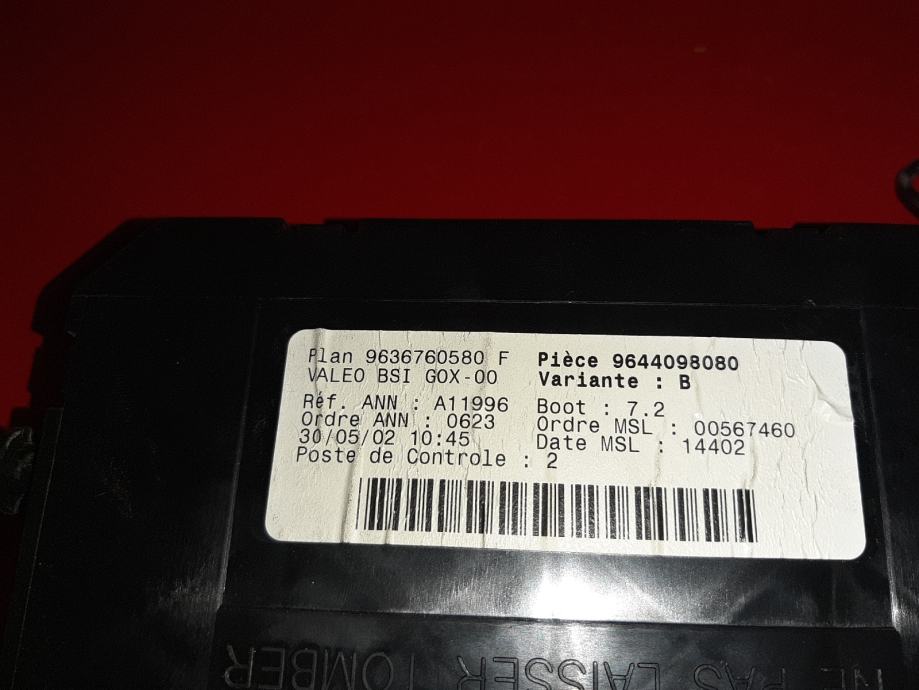 Plan 9636760580 F
VALEO BSI GOX-00
Réf. ANN : A11996
Ordre ANN : 0623
30/05/02 10:45
Poste de Controle : 2
Pièce 9644098080
Variante : B
Boot : 7.2
Ordre MSL : 00567460
Date MSL : 14402
NE PAS LAISSER TOMBER